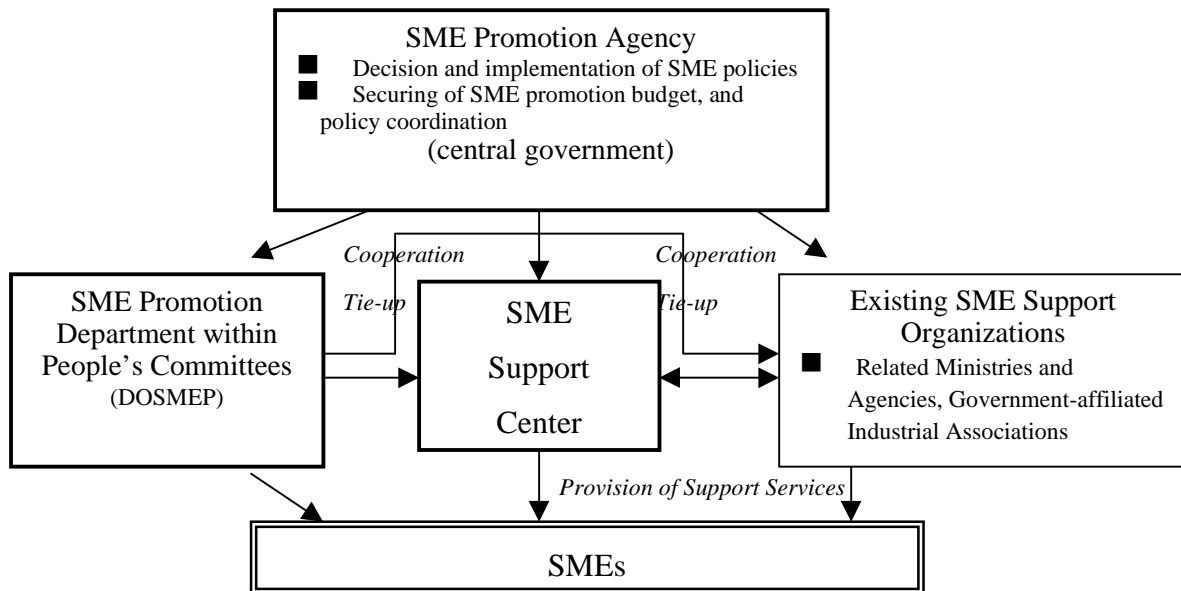 SME Promotion Agency
■ Decision and implementation of SME policies
■ Securing of SME promotion budget, and
policy coordination
(central government)
Cooperation
Tie-up
Cooperation
Tie-up
SME Promotion
Department within
People’s Committees
(DOSMEP)
SME
Support
Center
Existing SME Support
Organizations
■ Related Ministries and
Agencies, Government-affiliated
Industrial Associations
Provision of Support Services
SMEs